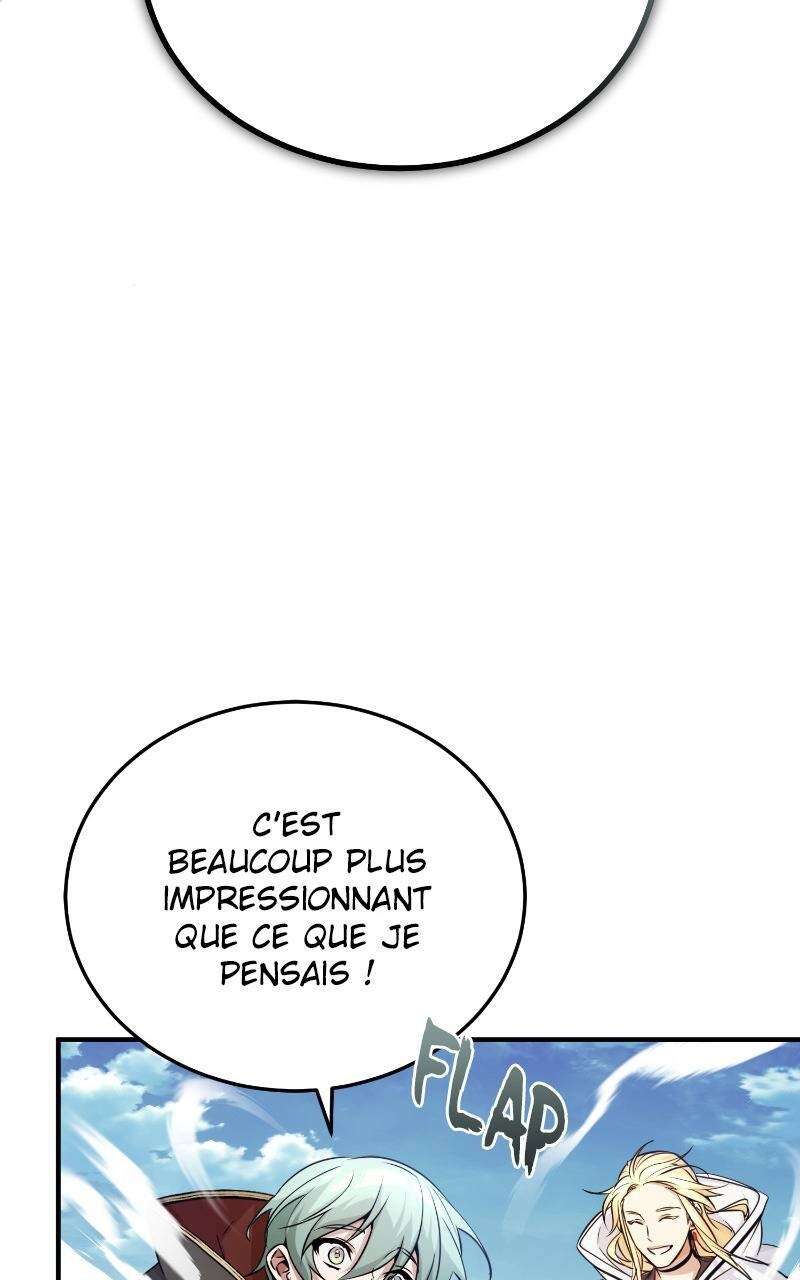 C'EST
BEAUCOUP PLUS
IMPRESSIONNANT
QUE CE QUE JE
PENSAIS !
FLAP